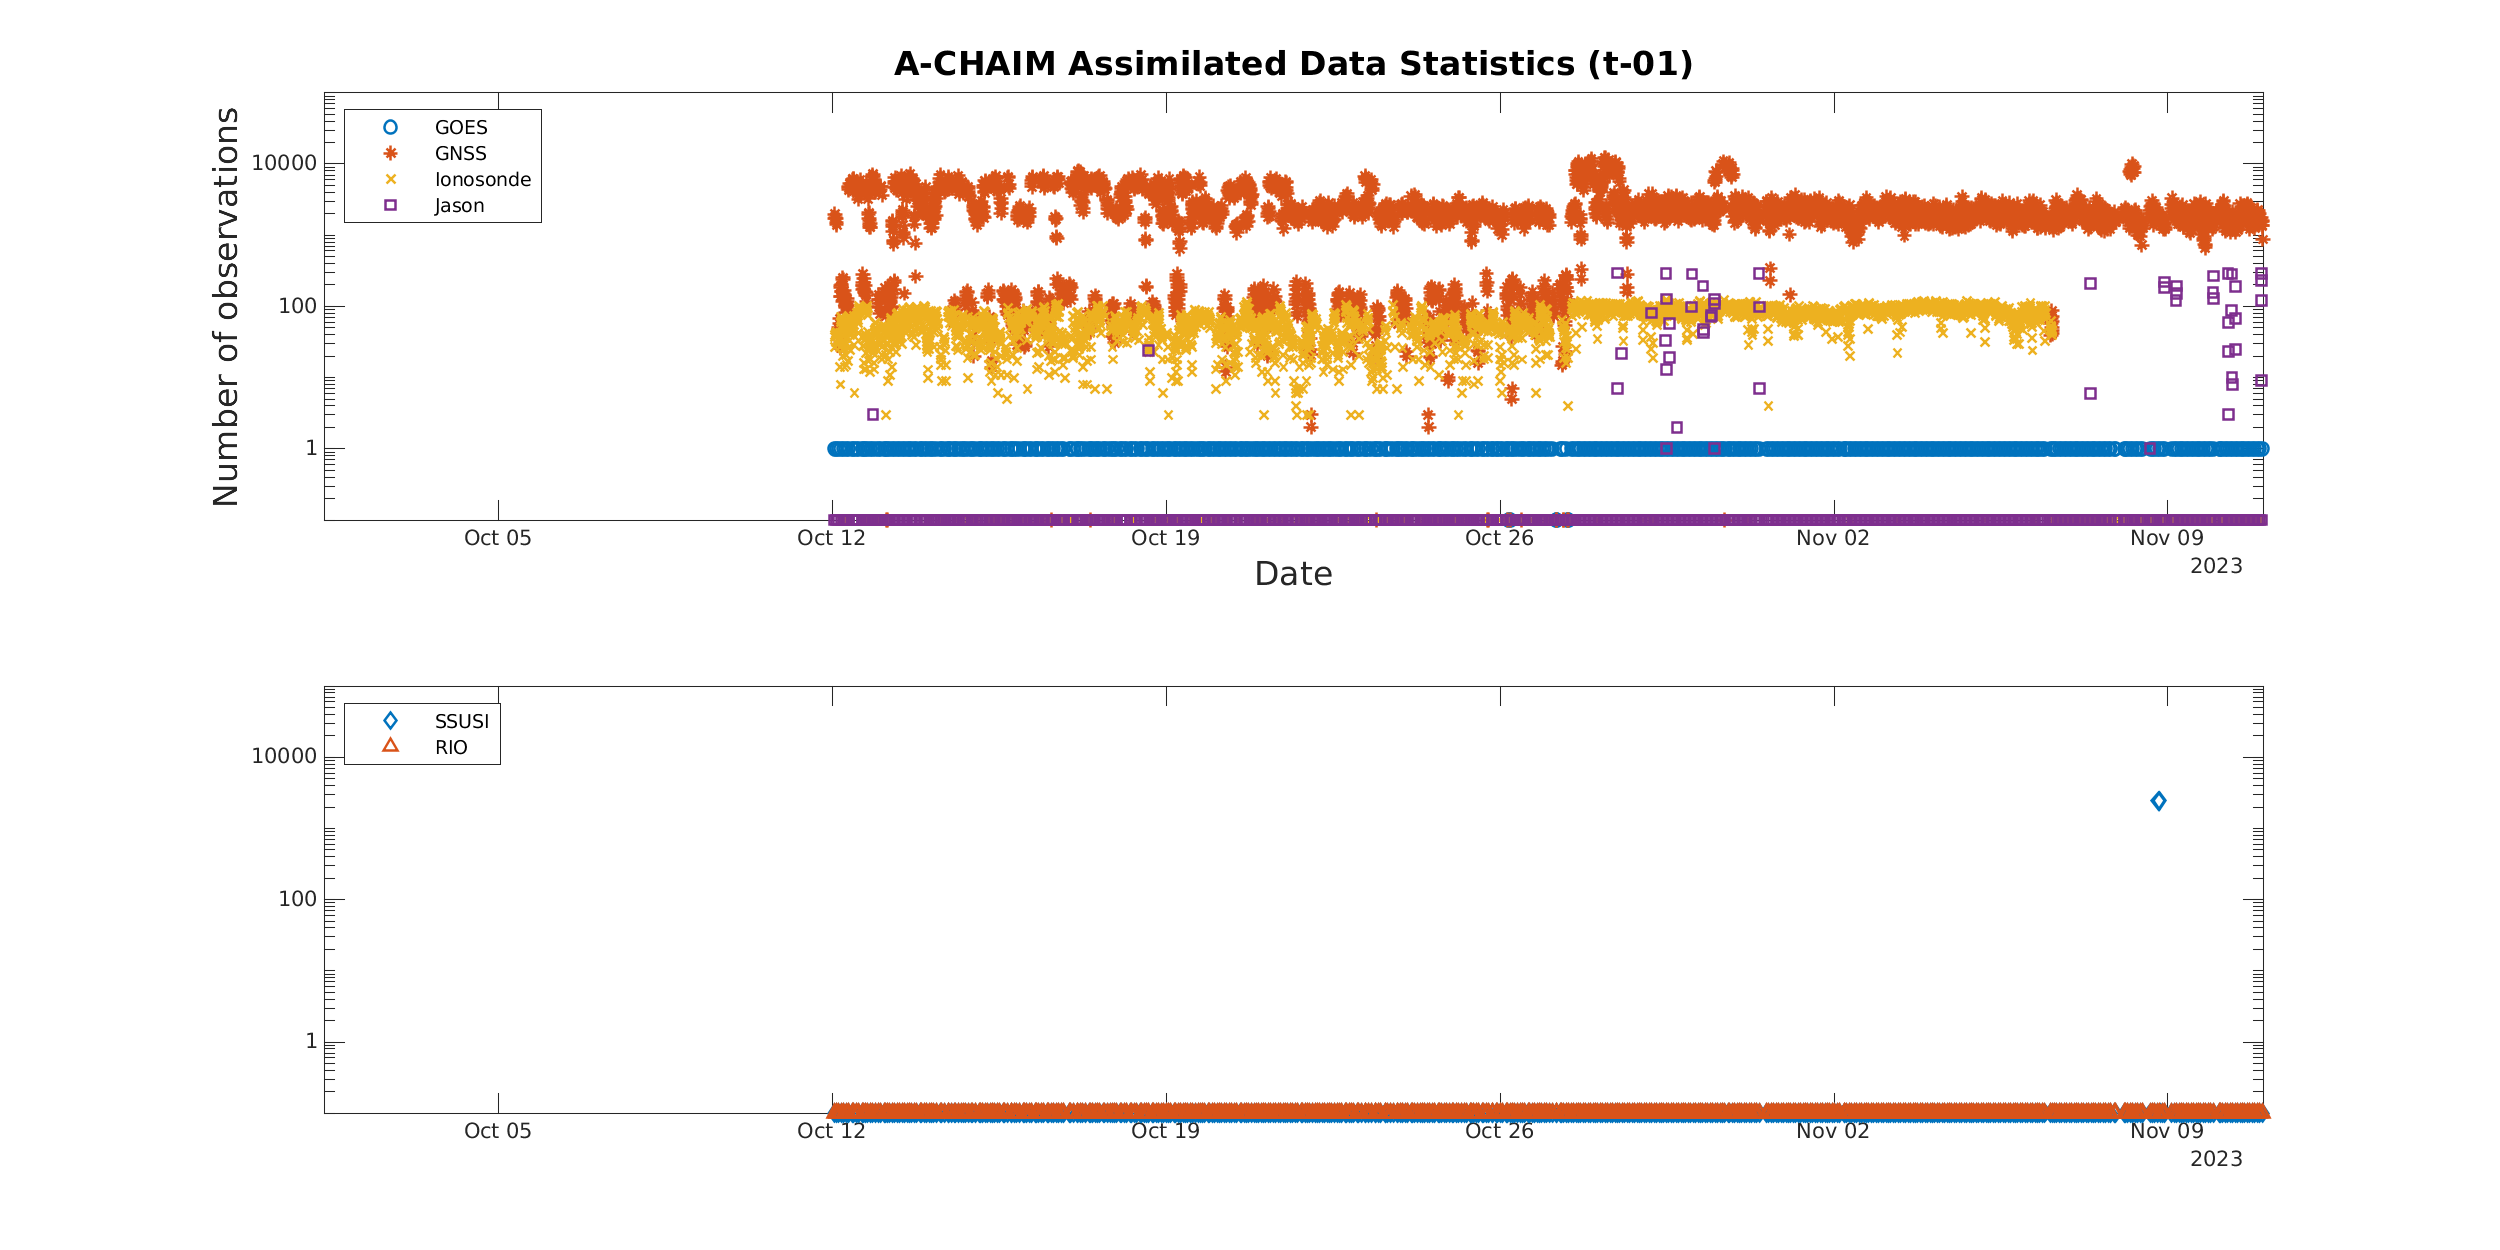 A-CHAIM Assimilated Data Statistics (t-01)
Number of observations
GOES
GNSS
Ionosonde
Jason
10000
100
1
Oct 05 Oct 12 Oct 19 Oct 26 Nov 02 Nov 09
2023
Date
SSUSI
RIO
10000
100
1
Oct 05 Oct 12 Oct 19 Oct 26 Nov 02 Nov 09
2023